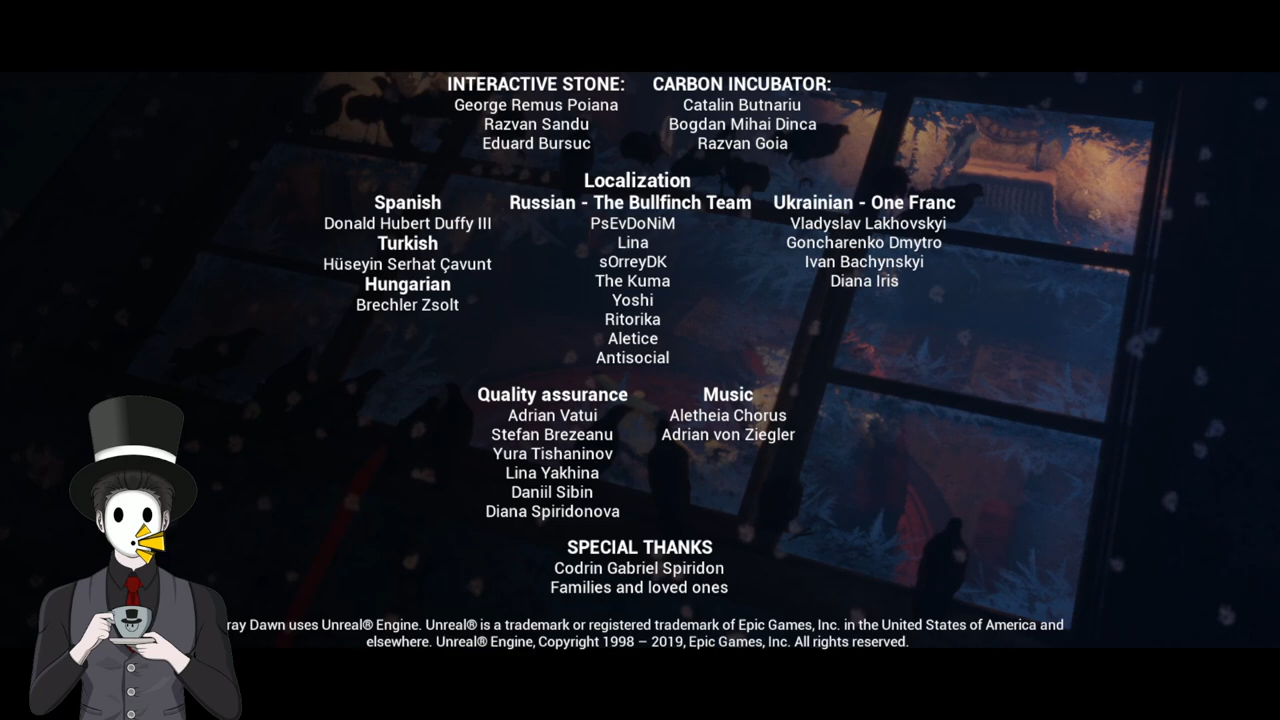 INTERACTIVE STONE:
George Remus Poiana
Razvan Sandu
Eduard Bursuc
CARBON INCUBATOR:
Catalin Butnariu
Bogdan Mihai Dinca
Razvan Goia
Localization
Spanish
Donald Hubert Duffy III
Turkish
Hüseyin Serhat Çavunt
Hungarian
Brechler Zsolt
Russian - The Bullfinch Team
PsEvDoNiM
Lina
sOrreyDK
The Kuma
Yoshi
Ritorika
Aletice
Antisocial
Ukrainian - One Franc
Vladyslav Lakhovskyi
Goncharenko Dmytro
Ivan Bachynskyi
Diana Iris
Quality assurance
Adrian Vatui
Stefan Brezeanu
Yura Tishaninov
Lina Yakhina
Daniil Sibin
Diana Spiridonova
Music
Aletheia Chorus
Adrian von Ziegler
SPECIAL THANKS
Codrin Gabriel Spiridon
Families and loved ones
ray Dawn uses Unreal® Engine. Unreal® is a trademark or registered trademark of Epic Games, Inc. in the United States of America and
elsewhere. Unreal® Engine, Copyright 1998 – 2019, Epic Games, Inc. All rights reserved.